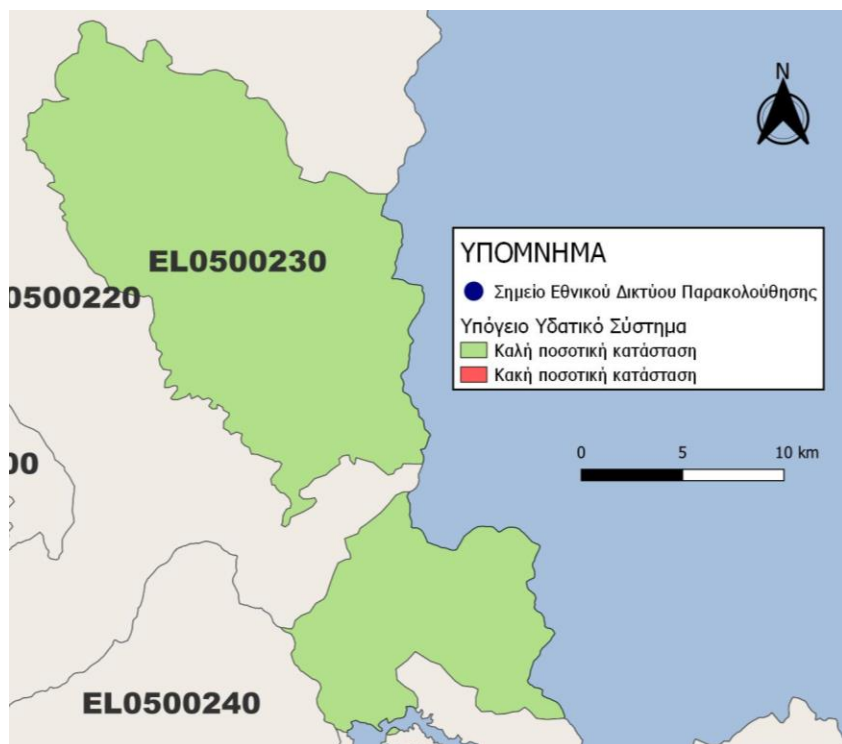 N
EL0500230
0500220
ΥΠΟΜΝΗΜΑ
Σημείο Εθνικού Δικτύου Παρακολούθησης
Υπόγειο Υδατικό Σύστημα
Καλή ποσοτική κατάσταση
Κακή ποσοτική κατάσταση
00
0 5 10 km
EL0500240